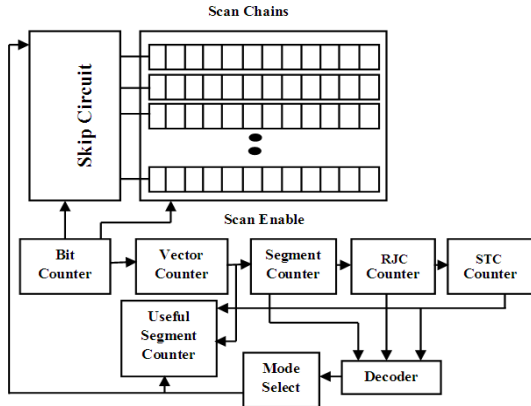 Scan Chains
Skip Circuit
Scan Enable
Bit
Counter
Vector
Counter
Segment
Counter
RJC
Counter
STC
Counter
Useful
Segment
Counter
Mode
Select
Decoder